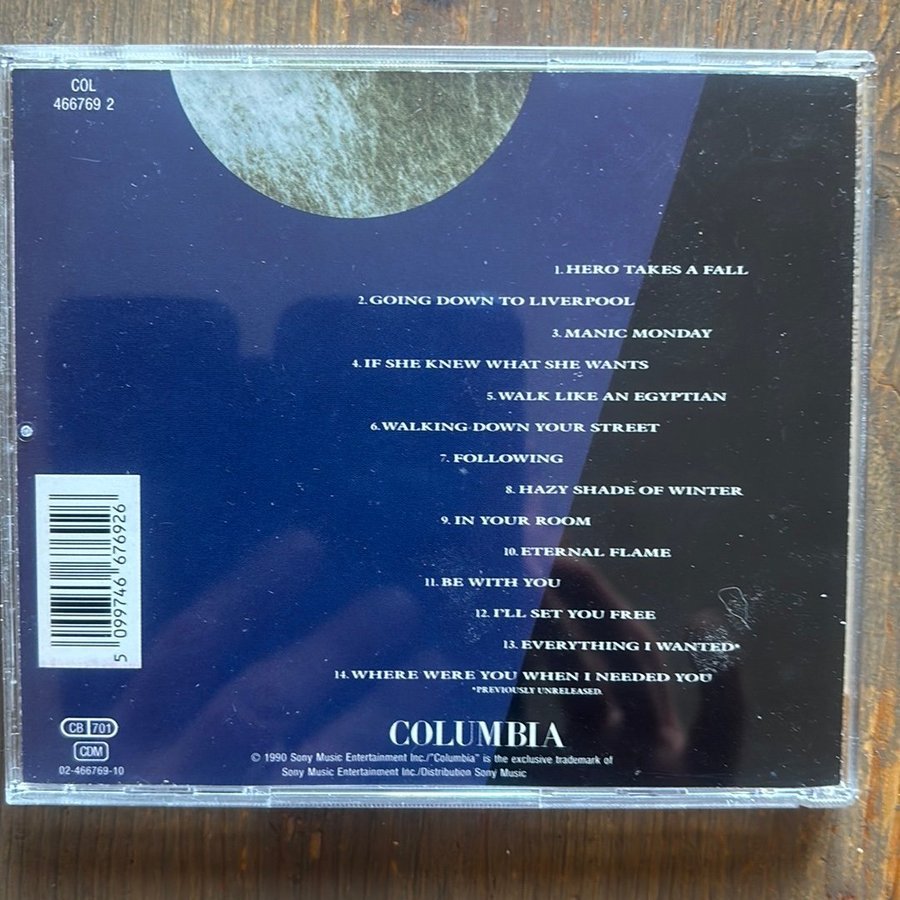 COL
466769 2
1. HERO TAKES A FALL
2. GOING DOWN TO LIVERPOOL
3. MANIC MONDAY
4. IF SHE KNEW WHAT SHE WANTS
5. WALK LIKE AN EGYPTIAN
6. WALKING DOWN YOUR STREET
7. FOLLOWING
8. HAZY SHADE OF WINTER
9. IN YOUR ROOM
10. ETERNAL FLAME
11. BE WITH YOU
12. I'LL SET YOU FREE
13. EVERYTHING I WANTED*
14. WHERE WERE YOU WHEN I NEEDED YOU
*PREVIOUSLY UNRELEASED.
5 099746 676926
CB 701
CDM
02-466769-10
COLUMBIA
© 1990 Sony Music Entertainment Inc./"Columbia" is the exclusive trademark of
Sony Music Entertainment Inc./Distribution Sony Music